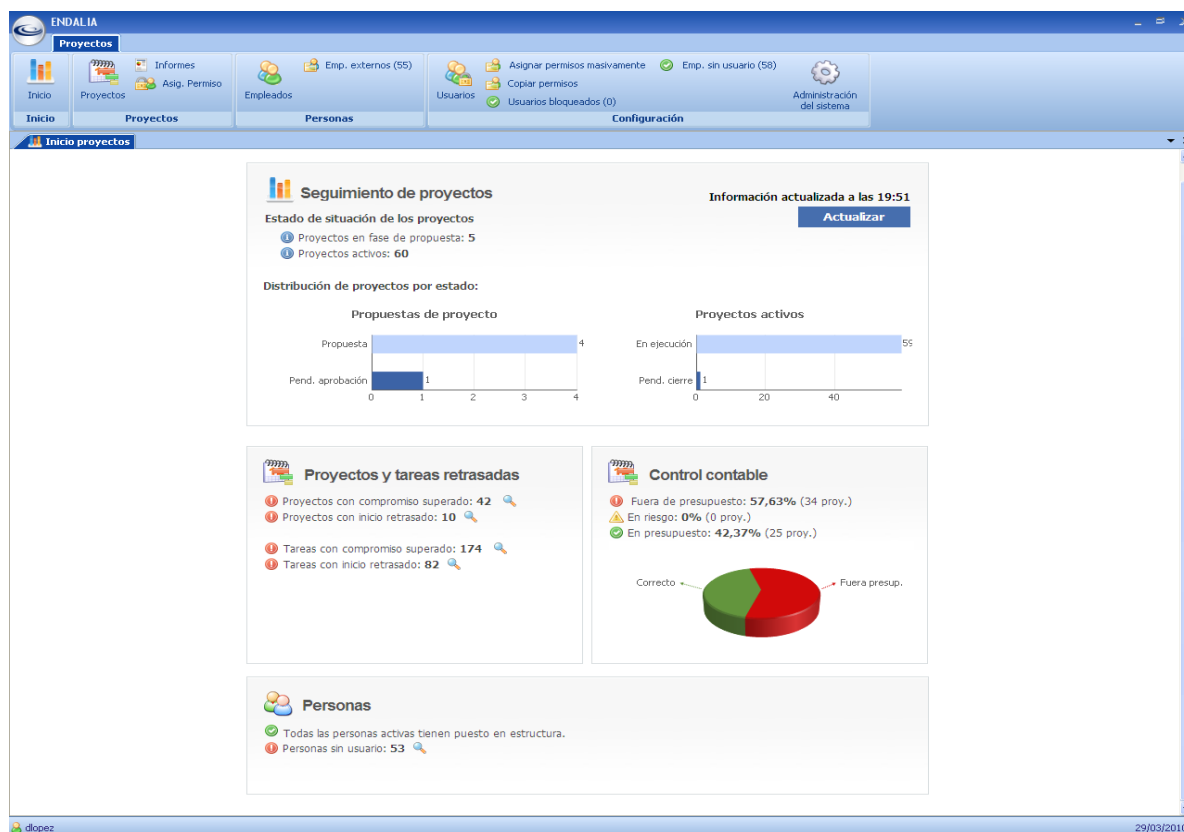 ENDALIA
Proyectos
Inicio
Proyectos
Informes
Asig. Permiso
Empleados
Emp. externos (55)
Usuarios
Asignar permisos masivamente
Copiar permisos
Usuarios bloqueados (0)
Emp. sin usuario (58)
Administración
del sistema
Inicio
Proyectos
Personas
Configuración
Inicio proyectos
Seguimiento de proyectos
Información actualizada a las 19:51
Actualizar
Estado de situación de los proyectos
Proyectos en fase de propuesta: 5
Proyectos activos: 60
Distribución de proyectos por estado:
Propuestas de proyecto
Propuesta
4
Pend. aprobación
1
0 1 2 3 4
Proyectos activos
En ejecución
59
Pend. cierre
1
0 20 40
Proyectos y tareas retrasadas
Proyectos con compromiso superado: 42
Proyectos con inicio retrasado: 10
Tareas con compromiso superado: 174
Tareas con inicio retrasado: 82
Control contable
Fuera de presupuesto: 57,63% (34 proy.)
En riesgo: 0% (0 proy.)
En presupuesto: 42,37% (25 proy.)
Correcto
Fuera presup.
Personas
Todas las personas activas tienen puesto en estructura.
Personas sin usuario: 53
dlopez
29/03/2010